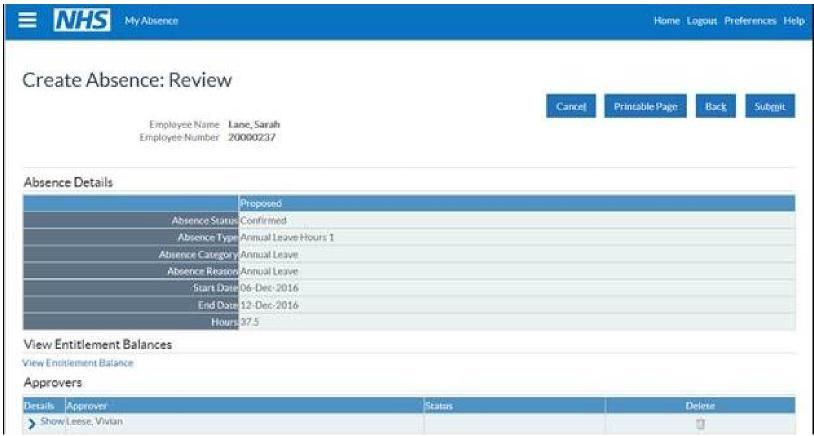 NHS My Absence Home Logout Preferences Help
Create Absence: Review
Cancel Printable Page Back Submit
Employee Name Lane, Sarah
Employee Number 20000237
Absence Details
Proposed
Absence Status Confirmed
Absence Type Annual Leave Hours 1
Absence Category Annual Leave
Absence Reason Annual Leave
Start Date 06-Dec-2016
End Date 12-Dec-2016
Hours 37.5
View Entitlement Balances
View Entitlement Balance
Approvers
Details Approver Status Delete
Show Leese, Vivian